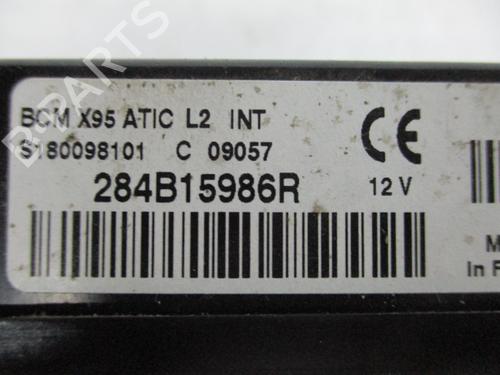 BCM X95 ATIC L2 INT
S180098101 C 09057
284B15986R
CE
12 V
In
B-PARTS